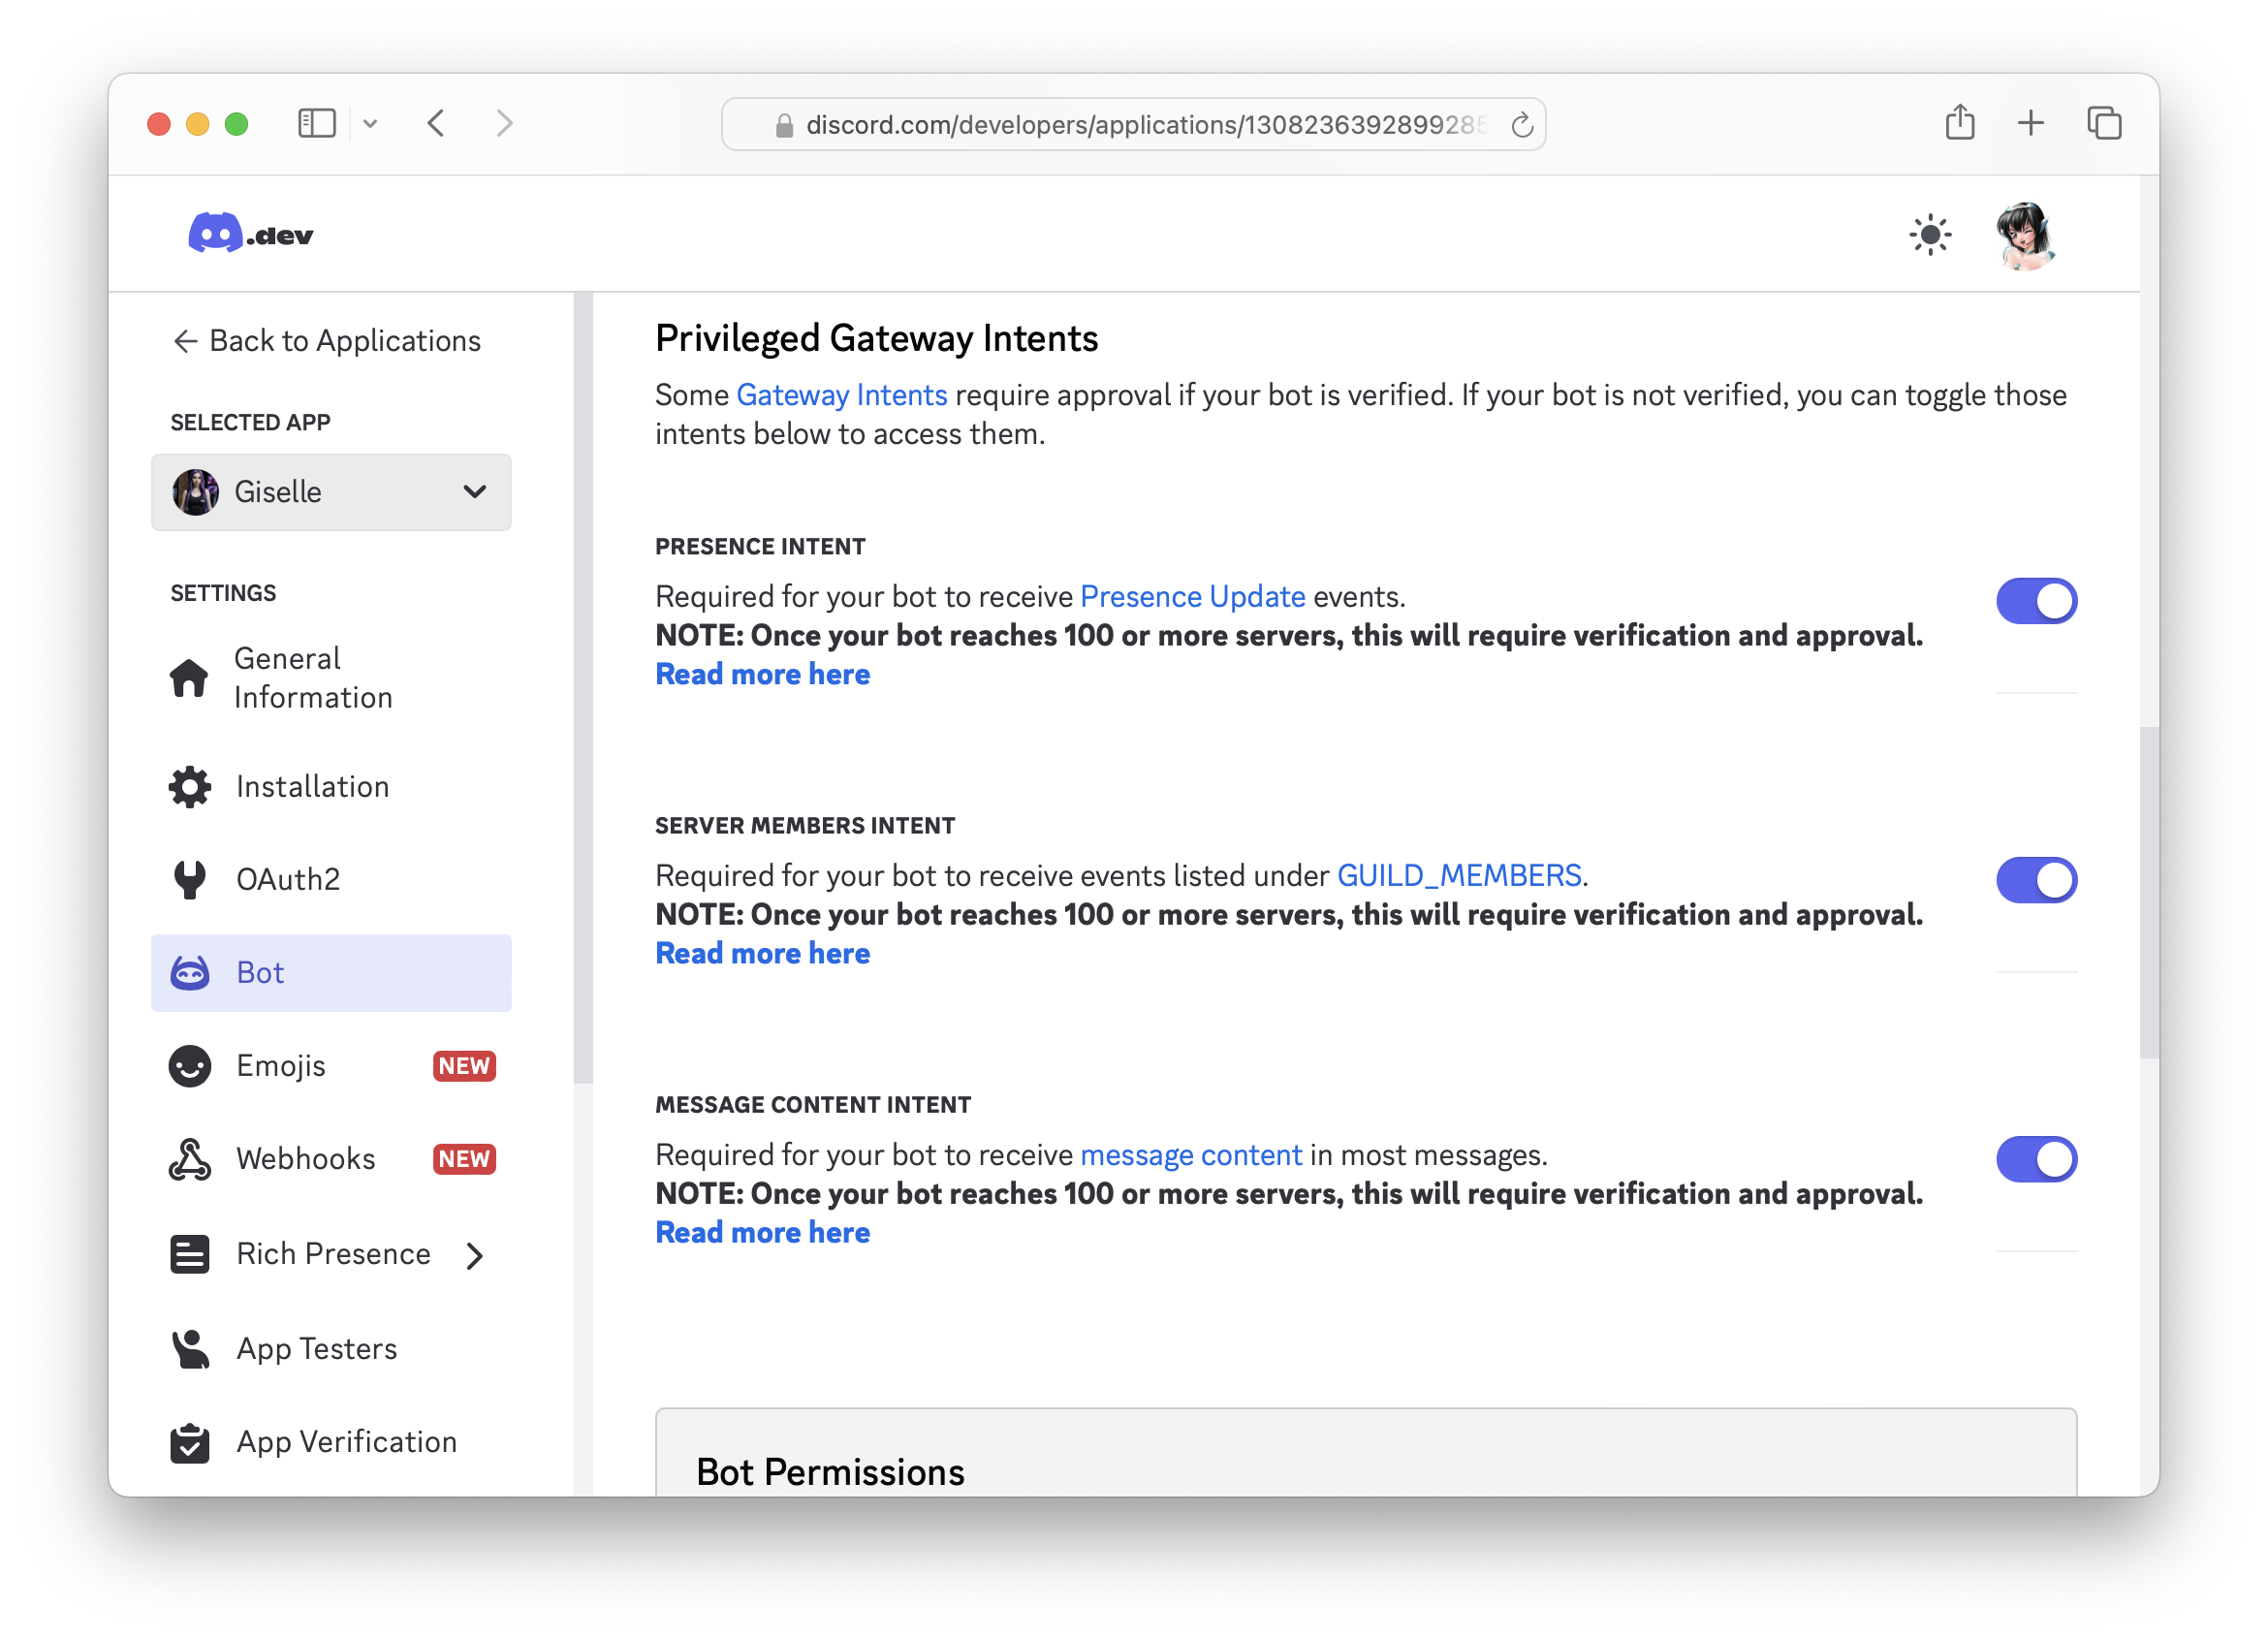 discord.com/developers/applications/1308236392899285
.dev
Back to Applications
SELECTED APP
Giselle
SETTINGS
General
Information
Installation
OAuth2
Bot
Emojis NEW
Webhooks NEW
Rich Presence
App Testers
App Verification
Privileged Gateway Intents
Some Gateway Intents require approval if your bot is verified. If your bot is not verified, you can toggle those
intents below to access them.
PRESENCE INTENT
Required for your bot to receive Presence Update events.
NOTE: Once your bot reaches 100 or more servers, this will require verification and approval.
Read more here
SERVER MEMBERS INTENT
Required for your bot to receive events listed under GUILD_MEMBERS.
NOTE: Once your bot reaches 100 or more servers, this will require verification and approval.
Read more here
MESSAGE CONTENT INTENT
Required for your bot to receive message content in most messages.
NOTE: Once your bot reaches 100 or more servers, this will require verification and approval.
Read more here
Bot Permissions